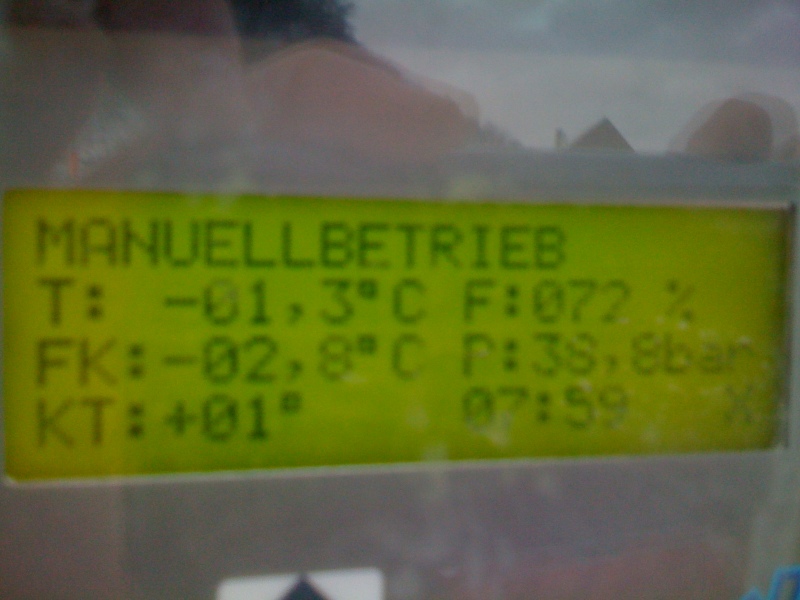 MANUELLBETRIEB
T: -01,3°C F:072 %
FK:-02,8°C P:38,8bar
KT:+01° 07:59 X